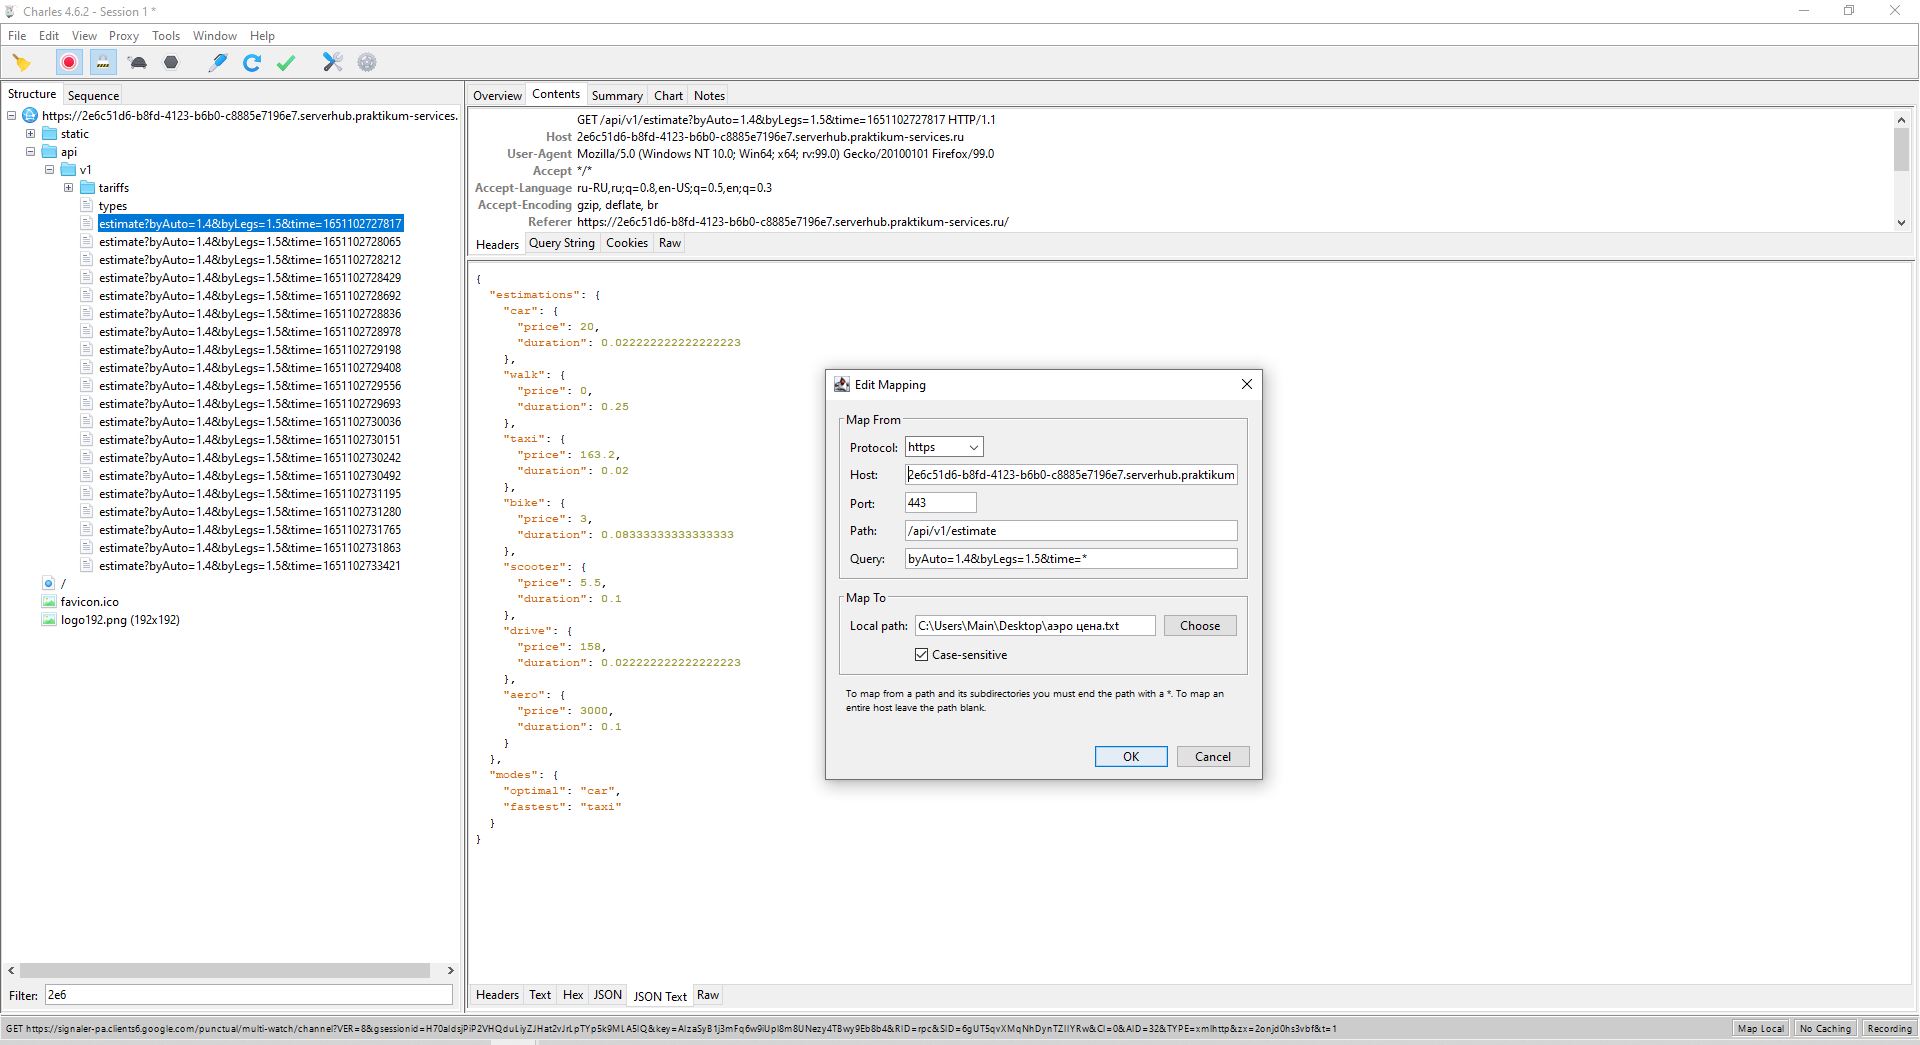 Charles 4.6.2 - Session 1 *
File Edit View Proxy Tools Window Help
Structure Sequence
https://2e6c51d6-b8fd-4123-b6b0-c8885e7196e7.serverhub.praktikum-services.
static
api
v1
tariffs
types
estimate?byAuto=1.4&byLegs=1.5&time=1651102727817
estimate?byAuto=1.4&byLegs=1.5&time=1651102728065
estimate?byAuto=1.4&byLegs=1.5&time=1651102728212
estimate?byAuto=1.4&byLegs=1.5&time=1651102728429
estimate?byAuto=1.4&byLegs=1.5&time=1651102728692
estimate?byAuto=1.4&byLegs=1.5&time=1651102728836
estimate?byAuto=1.4&byLegs=1.5&time=1651102728978
estimate?byAuto=1.4&byLegs=1.5&time=1651102729198
estimate?byAuto=1.4&byLegs=1.5&time=1651102729408
estimate?byAuto=1.4&byLegs=1.5&time=1651102729556
estimate?byAuto=1.4&byLegs=1.5&time=1651102729693
estimate?byAuto=1.4&byLegs=1.5&time=1651102730036
estimate?byAuto=1.4&byLegs=1.5&time=1651102730151
estimate?byAuto=1.4&byLegs=1.5&time=1651102730242
estimate?byAuto=1.4&byLegs=1.5&time=1651102730492
estimate?byAuto=1.4&byLegs=1.5&time=1651102731195
estimate?byAuto=1.4&byLegs=1.5&time=1651102731280
estimate?byAuto=1.4&byLegs=1.5&time=1651102731765
estimate?byAuto=1.4&byLegs=1.5&time=1651102731863
estimate?byAuto=1.4&byLegs=1.5&time=1651102733421
/
favicon.ico
logo192.png (192x192)
Filter: 2e6
Overview Contents Summary Chart Notes
GET /api/v1/estimate?byAuto=1.4&byLegs=1.5&time=1651102727817 HTTP/1.1
Host 2e6c51d6-b8fd-4123-b6b0-c8885e7196e7.serverhub.praktikum-services.ru
User-Agent Mozilla/5.0 (Windows NT 10.0; Win64; x64; rv:99.0) Gecko/20100101 Firefox/99.0
Accept */*
Accept-Language ru-RU,ru;q=0.8,en-US;q=0.5,en;q=0.3
Accept-Encoding gzip, deflate, br
Referer https://2e6c51d6-b8fd-4123-b6b0-c8885e7196e7.serverhub.praktikum-services.ru/
Headers Query String Cookies Raw
{
"estimations": {
"car": {
"price": 20,
"duration": 0.022222222222222223
},
"walk": {
"price": 0,
"duration": 0.25
},
"taxi": {
"price": 163.2,
"duration": 0.02
},
"bike": {
"price": 3,
"duration": 0.08333333333333333
},
"scooter": {
"price": 5.5,
"duration": 0.1
},
"drive": {
"price": 158,
"duration": 0.022222222222222223
},
"aero": {
"price": 3000,
"duration": 0.1
}
},
"modes": {
"optimal": "car",
"fastest": "taxi"
}
}
Headers Text Hex JSON JSON Text Raw
Edit Mapping
Map From
Protocol: https
Host: 2e6c51d6-b8fd-4123-b6b0-c8885e7196e7.serverhub.praktikum
Port: 443
Path: /api/v1/estimate
Query: byAuto=1.4&byLegs=1.5&time=*
Map To
Local path: C:\Users\Main\Desktop\аэро цена.txt Choose
Case-sensitive
To map from a path and its subdirectories you must end the path with a *. To map an
entire host leave the path blank.
OK Cancel
GET https://signaler-pa.clients6.google.com/punctual/multi-watch/channel?VER=8&gsessionid=H70aIdsJPiP2VHQduLiyZJHat2vJrLpTYp5k9MLA5IQ&key=AIzaSyB1j3mFq6w9iUpI8m8UNezy4TBwy9Eb8b4&RID=rpc&SID=6gUT5qvXMqNhDynTZIIYRw&CI=0&AID=32&TYPE=xmlhttp&zx=2onjd0hs3vbf&t=1
Map Local No Caching Recording